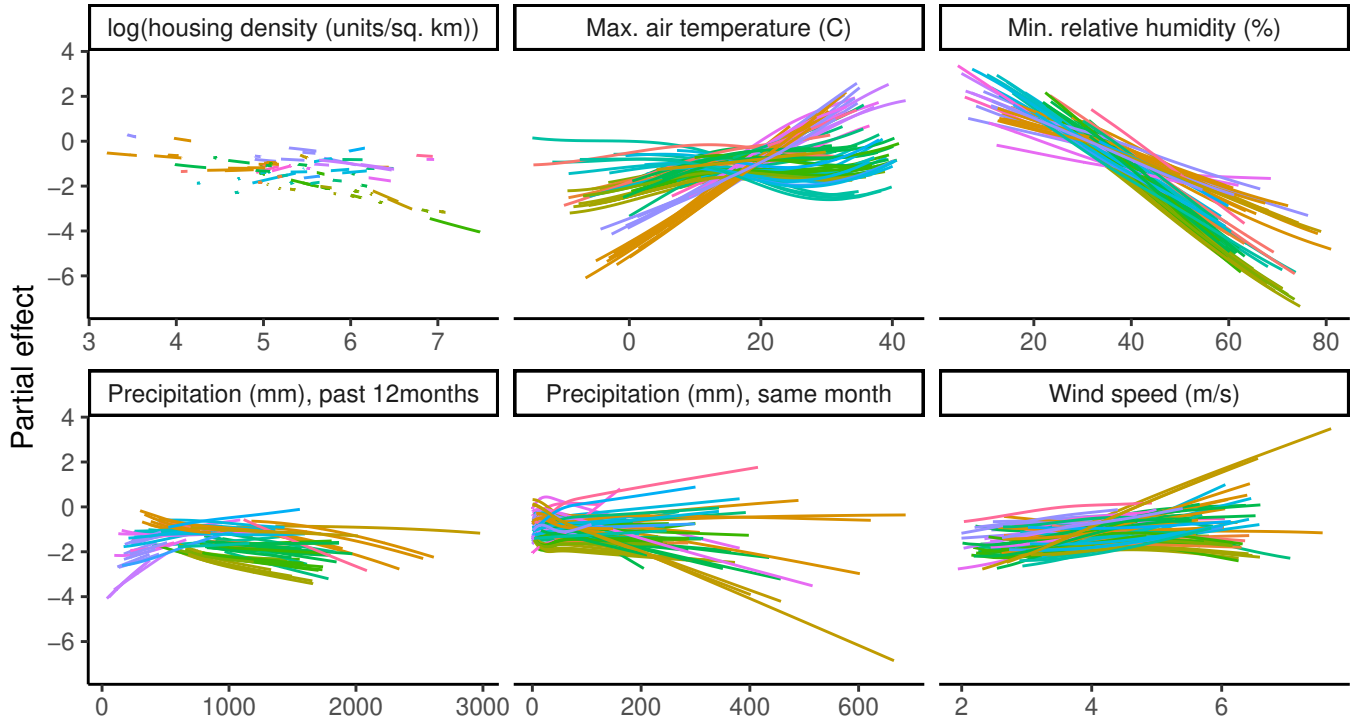 log(housing density (units/sq. km))
Max. air temperature (C)
Min. relative humidity (%)
4
2
0
−2
−4
−6
3 4 5 6 7
0 20 40
20 40 60 80
Partial effect
Precipitation (mm), past 12months
Precipitation (mm), same month
Wind speed (m/s)
4
2
0
−2
−4
−6
0 1000 2000 3000
0 200 400 600
2 4 6